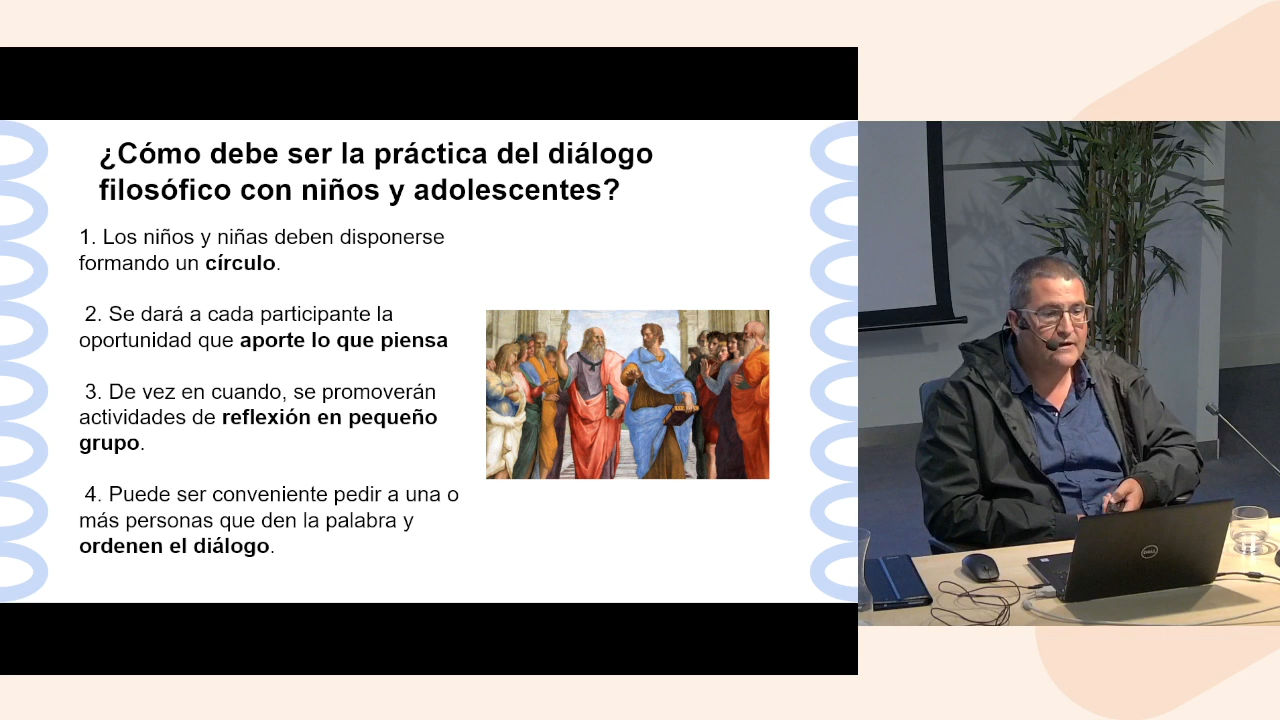 ¿Cómo debe ser la práctica del diálogo
filosófico con niños y adolescentes?
1. Los niños y niñas deben disponerse
formando un círculo.
2. Se dará a cada participante la
oportunidad que aporte lo que piensa
3. De vez en cuando, se promoverán
actividades de reflexión en pequeño
grupo.
4. Puede ser conveniente pedir a una o
más personas que den la palabra y
ordenen el diálogo.
DELL